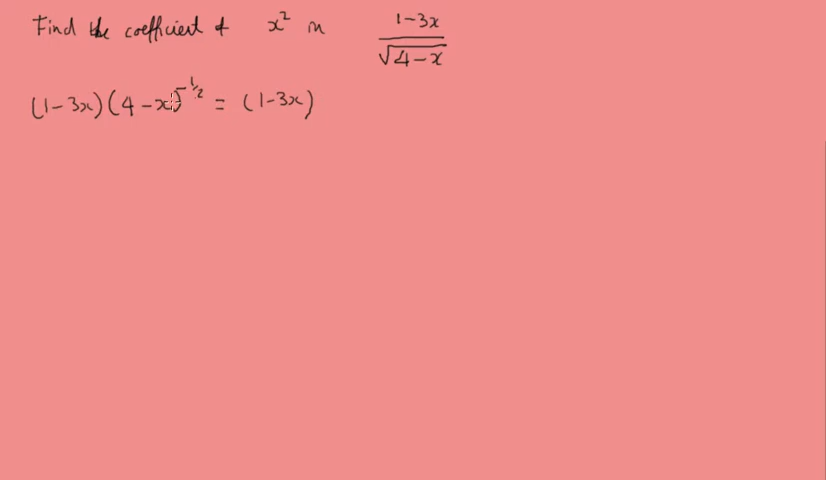 Find the coefficient of x² in (1-3x)/√(4-x)
(1-3x)(4-x)^(-1/2) = (1-3x)